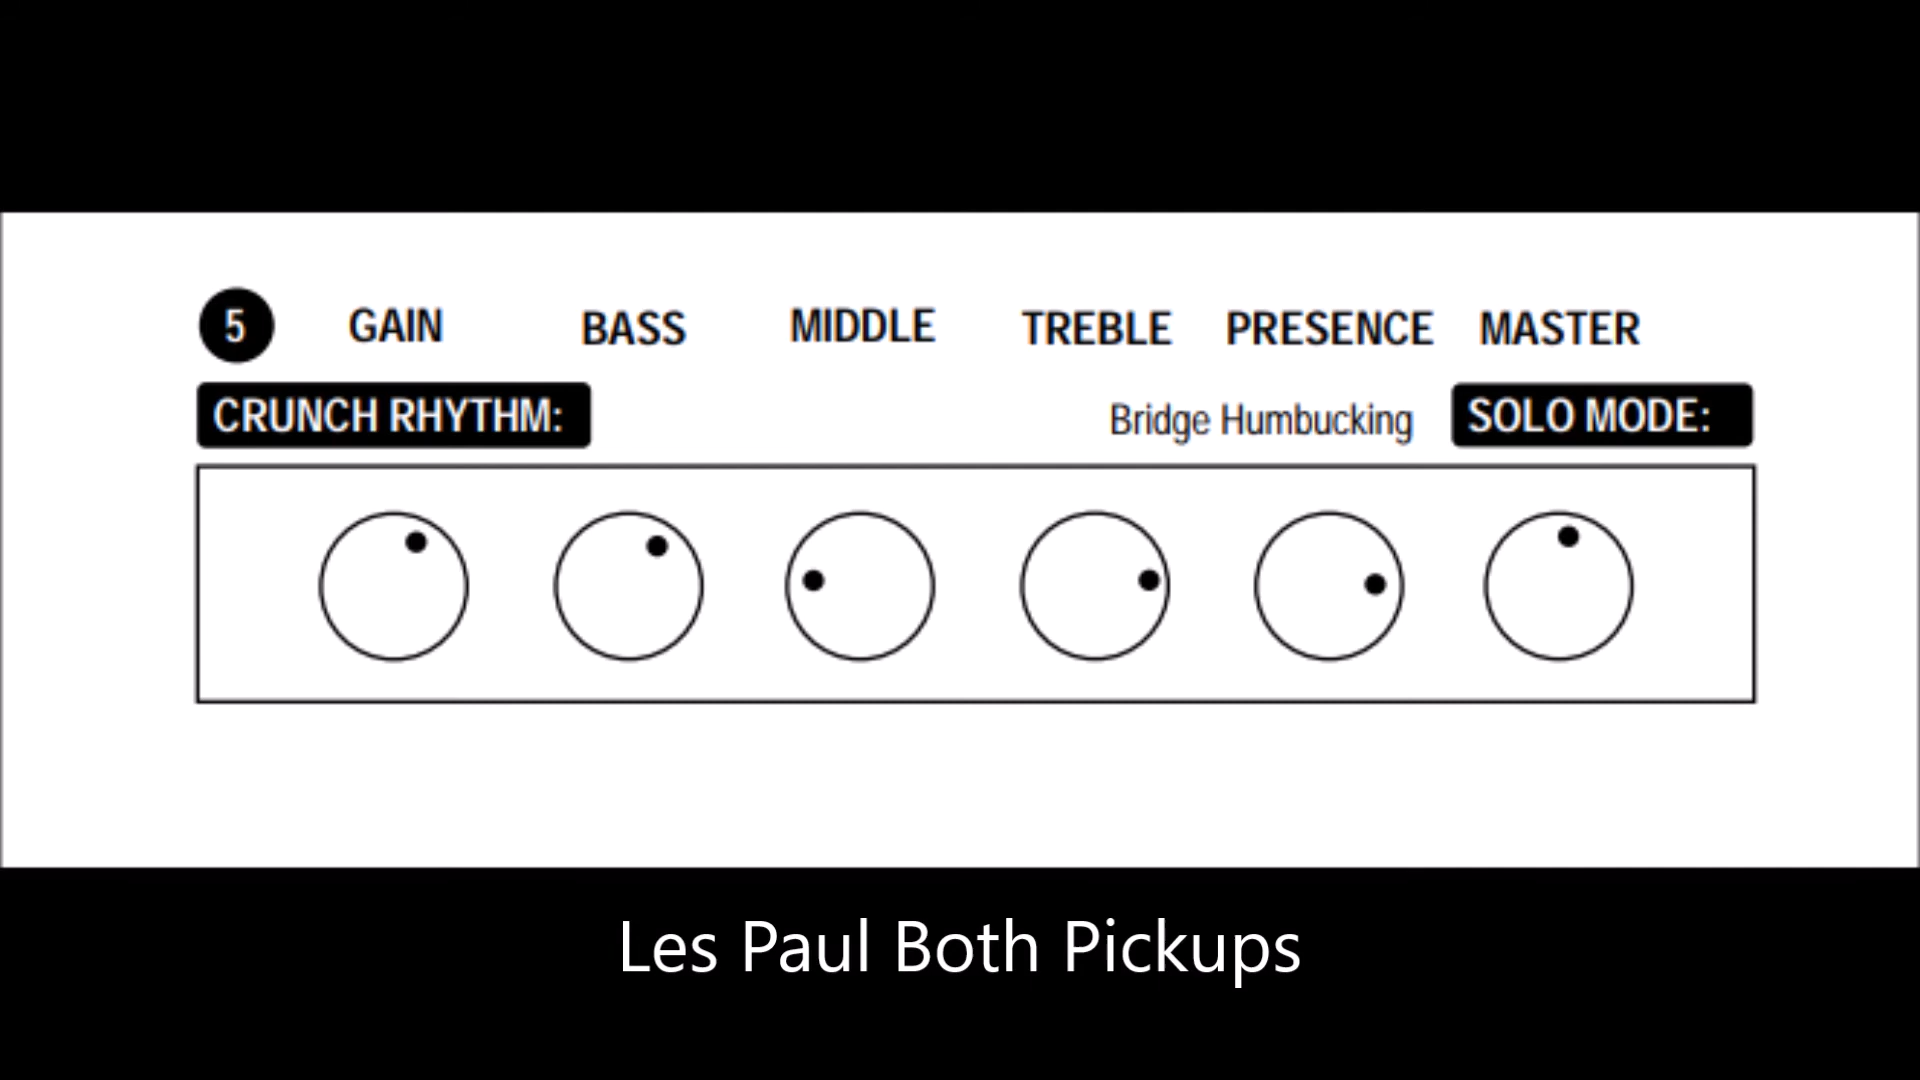 5 GAIN BASS MIDDLE TREBLE PRESENCE MASTER
CRUNCH RHYTHM: Bridge Humbucking SOLO MODE:
Les Paul Both Pickups